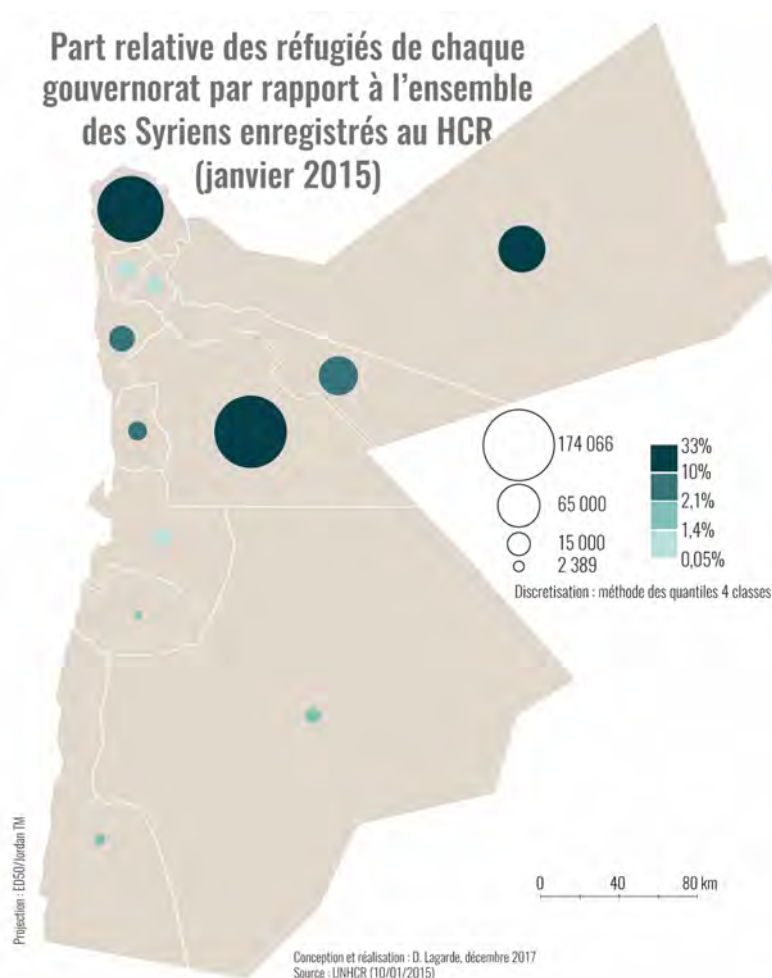 Part relative des réfugiés de chaque
gouvernorat par rapport à l'ensemble
des Syriens enregistrés au HCR
(janvier 2015)
174 066
65 000
15 000
2 389
33%
10%
2,1%
1,4%
0,05%
Discretisation : méthode des quantiles 4 classes
Projection : ED50/Jordan TM
0 40 80 km
Conception et réalisation : D. Lagarde, décembre 2017
Source : UNHCR (10/01/2015)